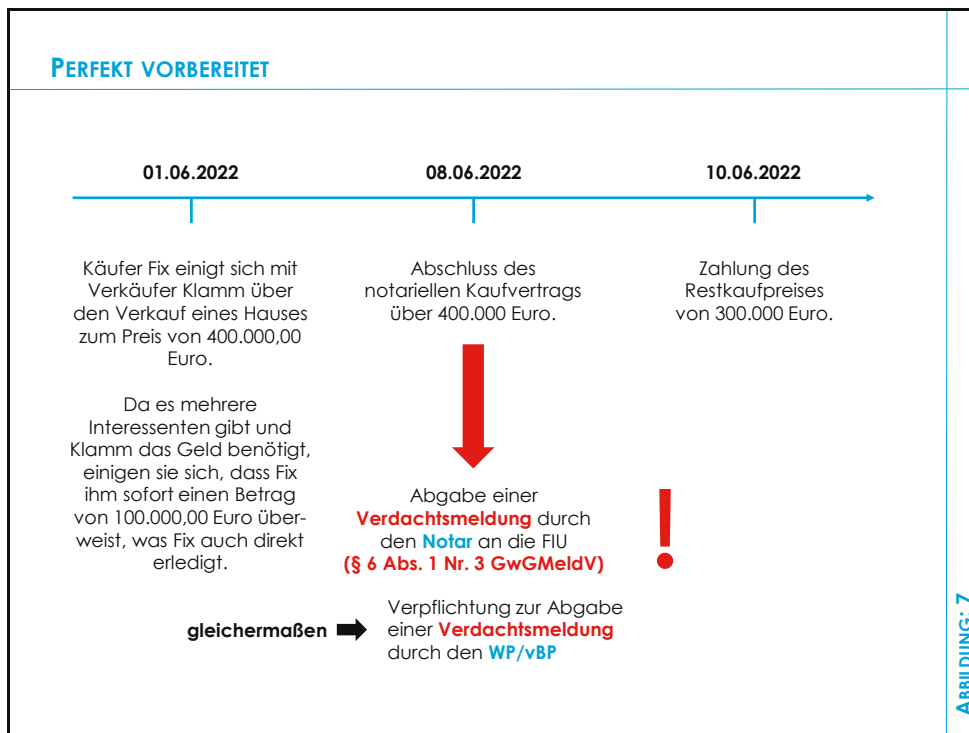 PERFEKT VORBEREITET
01.06.2022
08.06.2022
10.06.2022
Käufer Fix einigt sich mit
Verkäufer Klamm über
den Verkauf eines Hauses
zum Preis von 400.000,00
Euro.
Da es mehrere
Interessenten gibt und
Klamm das Geld benötigt,
einigen sie sich, dass Fix
ihm sofort einen Betrag
von 100.000,00 Euro über-
weist, was Fix auch direkt
erledigt.
Abschluss des
notariellen Kaufvertrags
über 400.000 Euro.
Abgabe einer
Verdachtsmeldung durch
den Notar an die FIU
(§ 6 Abs. 1 Nr. 3 GwGMeldV)
!
gleichermaßen
Verpflichtung zur Abgabe
einer Verdachtsmeldung
durch den WP/vBP
Zahlung des
Restkaufpreises
von 300.000 Euro.
ABBILDUNG: 7